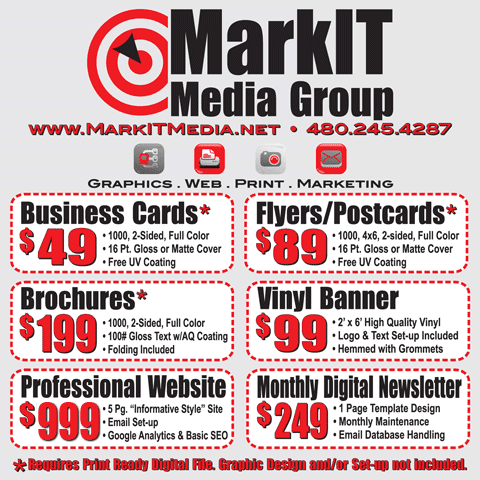 MarkIT
Media Group
www.MarkITMedia.net • 480.245.4287
Graphics . Web . Print . Marketing
Business Cards*
$49
• 1000, 2-sided, Full Color
• 16 Pt. Gloss or Matte Cover
• Free UV Coating
Flyers/Postcards*
$89
• 1000, 4x6, 2-sided, Full Color
• 16 Pt. Gloss or Matte Cover
• Free UV Coating
Brochures*
$199
• 1000, 2-Sided, Full Color
• 100# Gloss Text w/AQ Coating
• Folding Included
Vinyl Banner
$99
• 2' x 6' High Quality Vinyl
• Logo & Text Set-up Included
• Hemmed with Grommets
Professional Website
$999
• 5 Pg. “Informative Style” Site
• Email Set-up
• Google Analytics & Basic SEO
Monthly Digital Newsletter
$249
• 1 Page Template Design
• Monthly Maintenance
• Email Database Handling
* Requires Print Ready Digital File. Graphic Design and/or Set-up not included.